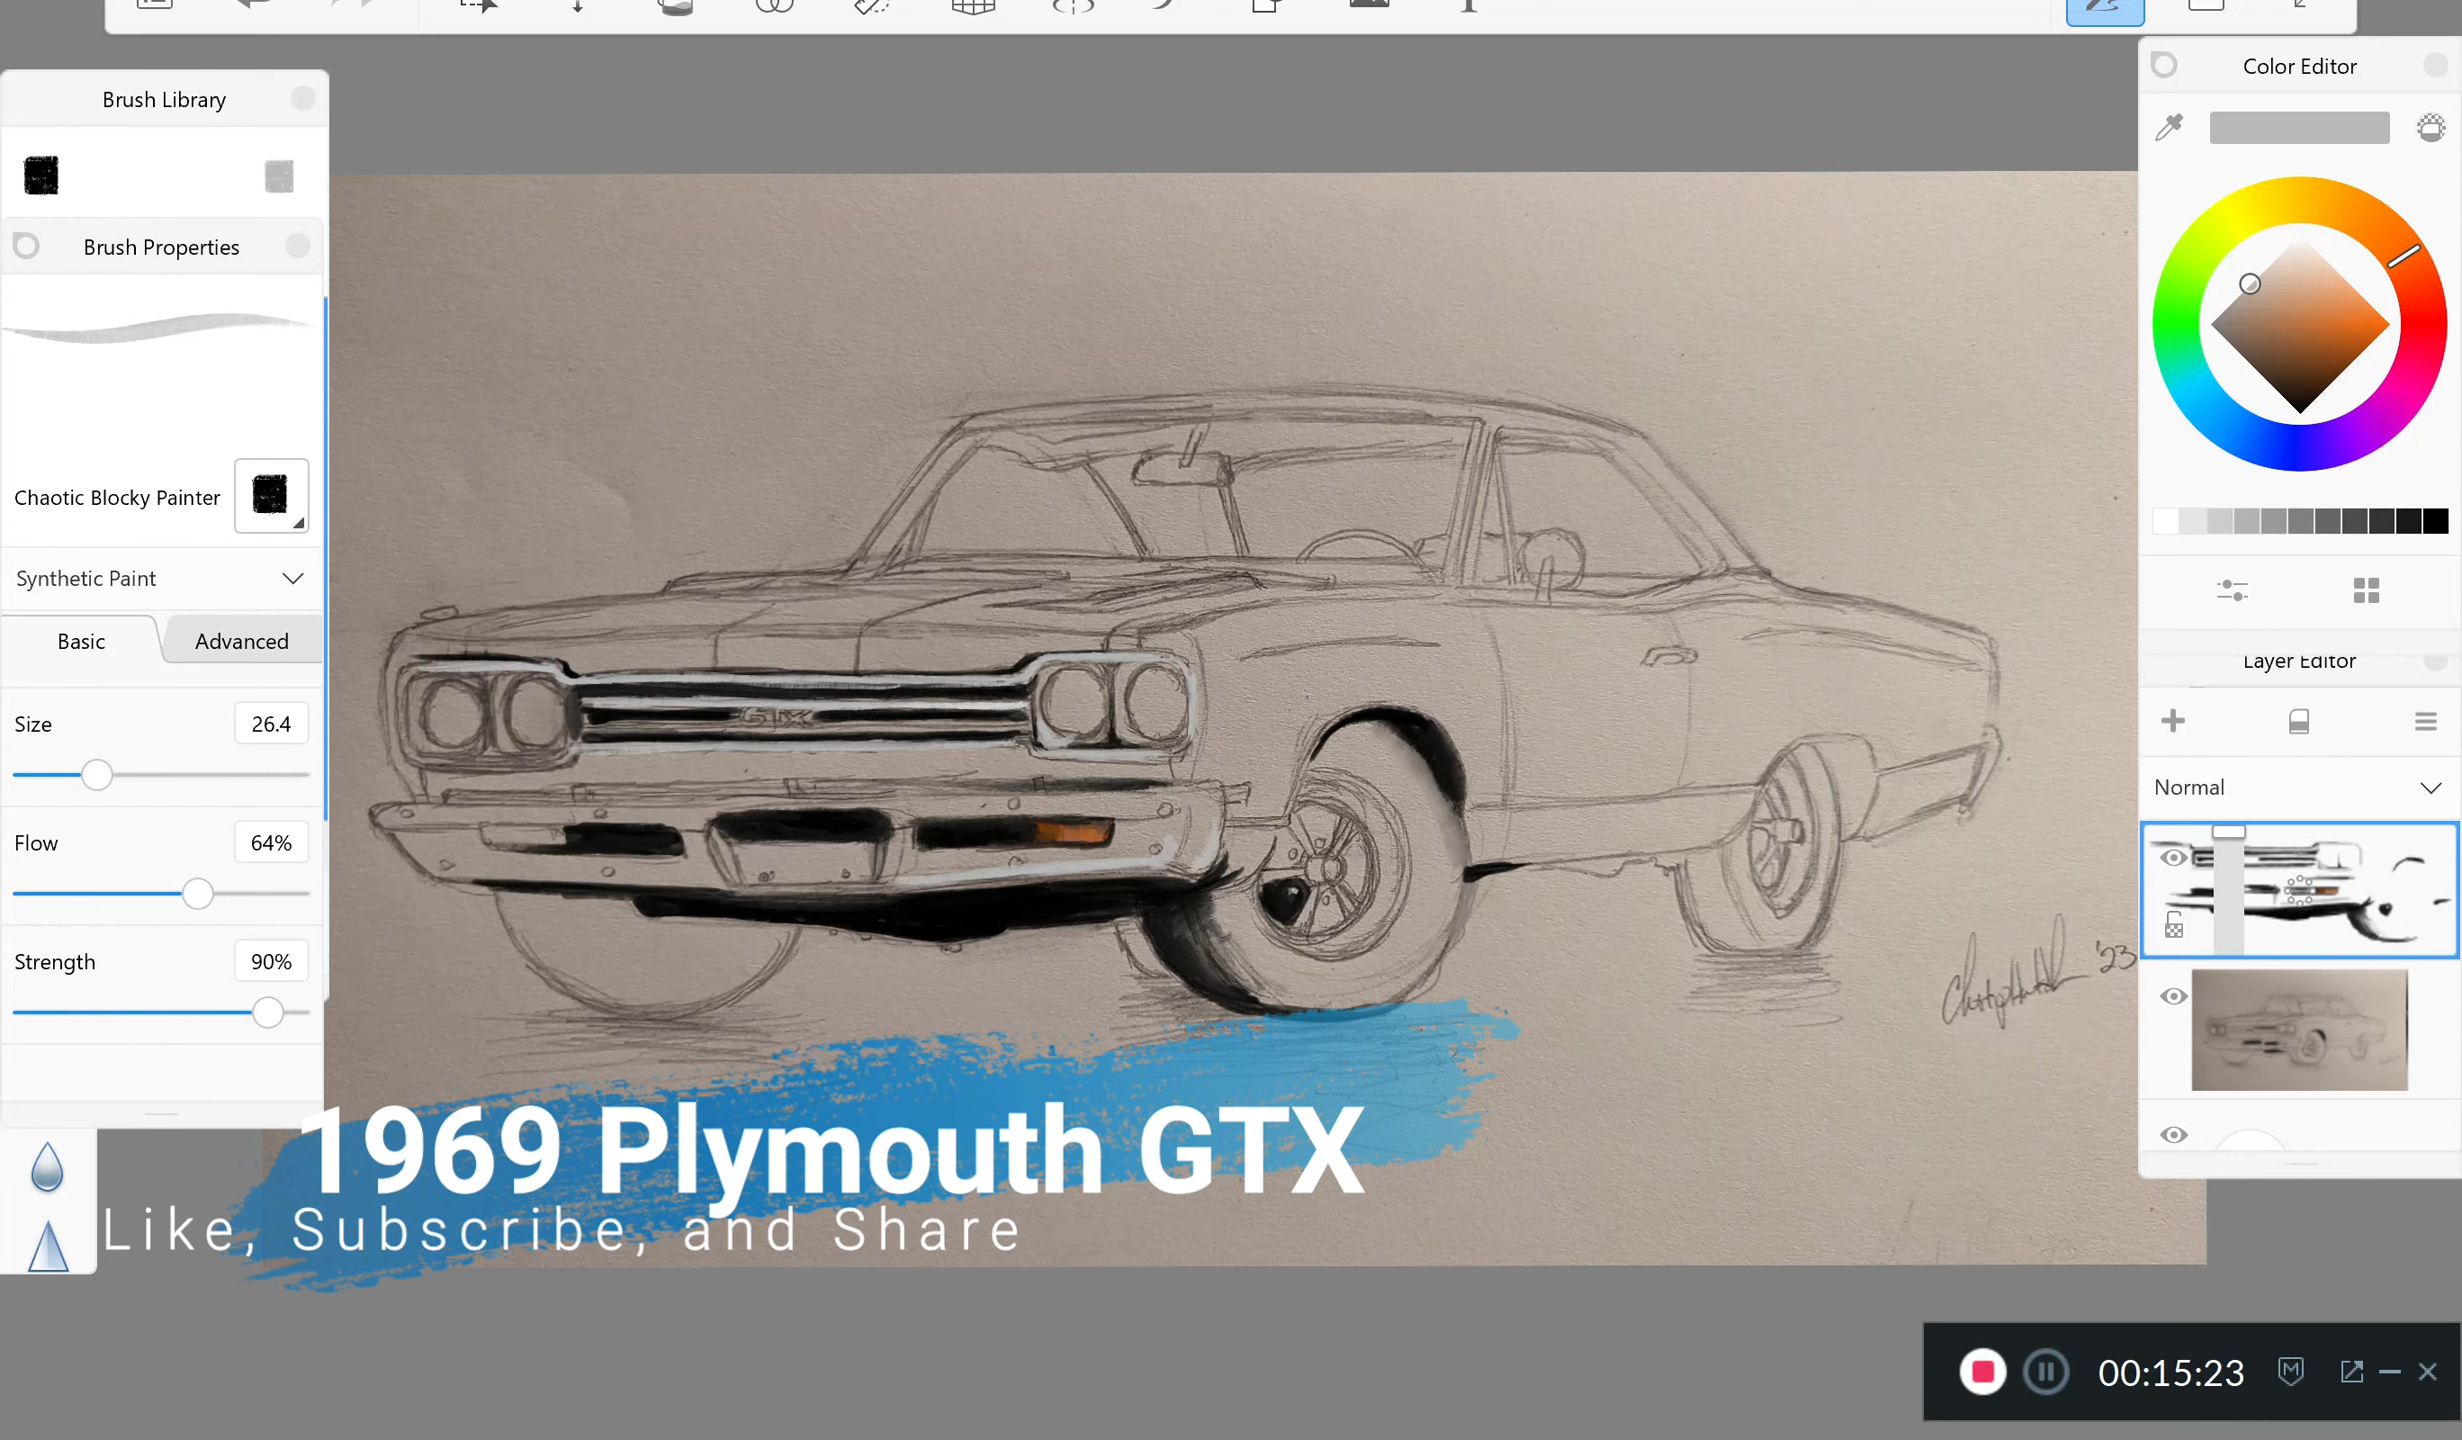 Brush Library
Color Editor
Brush Properties
Chaotic Blocky Painter
Synthetic Paint
Basic
Advanced
Layer Editor
Size
26.4
GTX
Normal
Flow
64%
Strength
90%
'23
1969 Plymouth GTX
Like, Subscribe, and Share
00:15:23